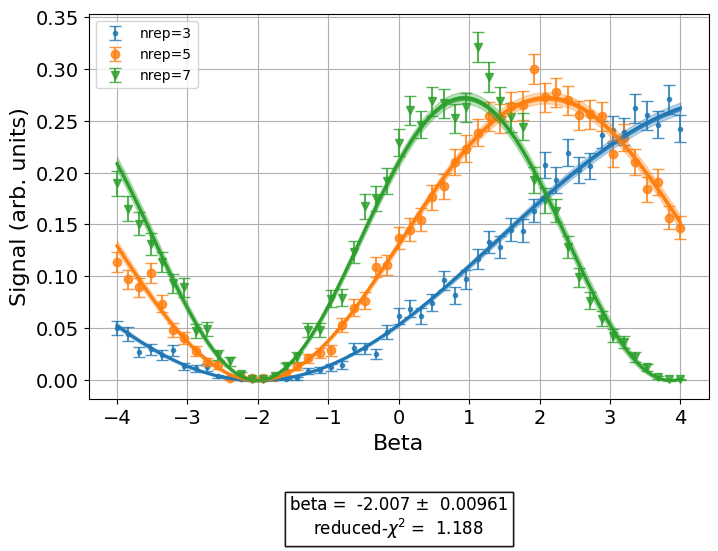 nrep=3
nrep=5
nrep=7
0.35
0.30
0.25
0.20
0.15
0.10
0.05
0.00
Signal (arb. units)
−4 −3 −2 −1 0 1 2 3 4
Beta
beta =  -2.007 ±  0.00961
reduced-χ² =  1.188